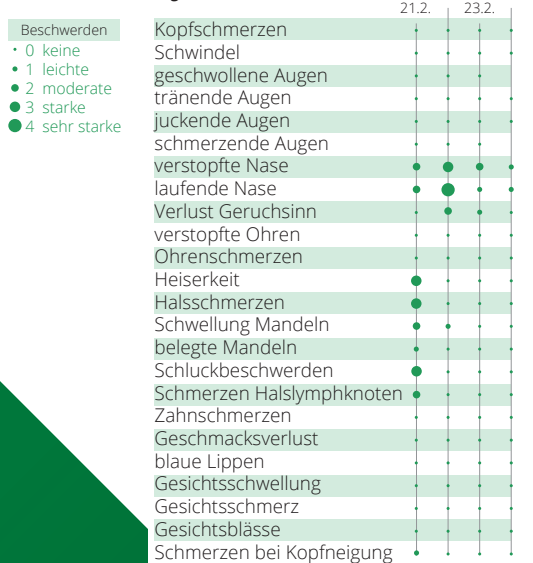 21.2. 23.2.
Beschwerden
0 keine
1 leichte
2 moderate
3 starke
4 sehr starke
Kopfschmerzen
Schwindel
geschwollene Augen
tränende Augen
juckende Augen
schmerzende Augen
verstopfte Nase
laufende Nase
Verlust Geruchsinn
verstopfte Ohren
Ohrenschmerzen
Heiserkeit
Halsschmerzen
Schwellung Mandeln
belegte Mandeln
Schluckbeschwerden
Schmerzen Halslymphknoten
Zahnschmerzen
Geschmacksverlust
blaue Lippen
Gesichtsschwellung
Gesichtsschmerz
Gesichtsblässe
Schmerzen bei Kopfneigung